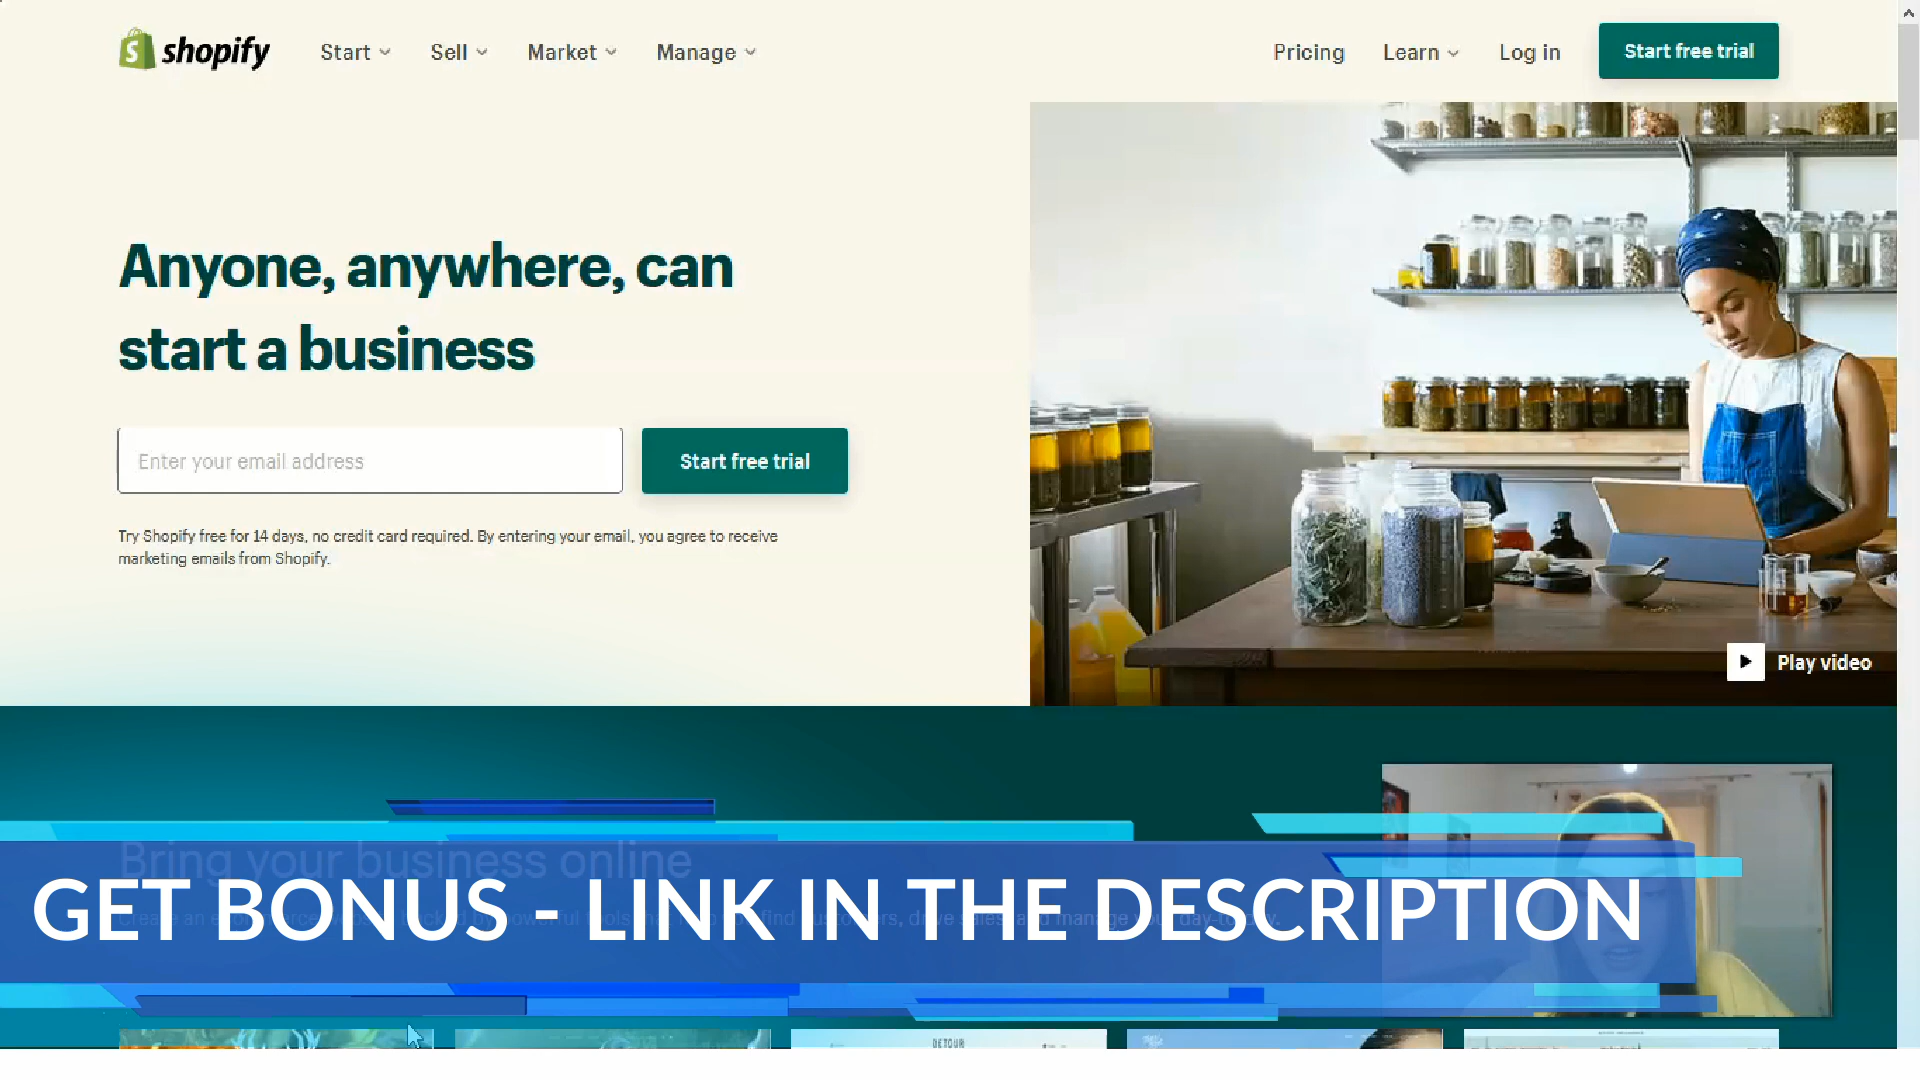 shopify
Start
Sell
Market
Manage
Pricing
Learn
Log in
Start free trial
Anyone, anywhere, can
start a business
Enter your email address
Start free trial
Try Shopify free for 14 days, no credit card required. By entering your email, you agree to receive
marketing emails from Shopify.
Play video
Bring your business online
GET BONUS - LINK IN THE DESCRIPTION
DETOUR